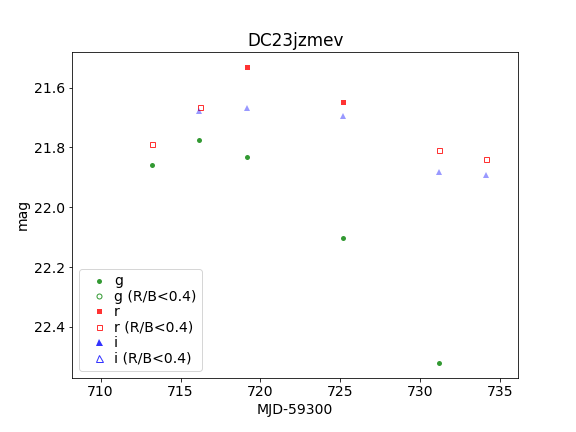 DC23jzmev
21.6
21.8
22.0
22.2
22.4
mag
g
g (R/B<0.4)
r
r (R/B<0.4)
i
i (R/B<0.4)
710 715 720 725 730 735
MJD-59300